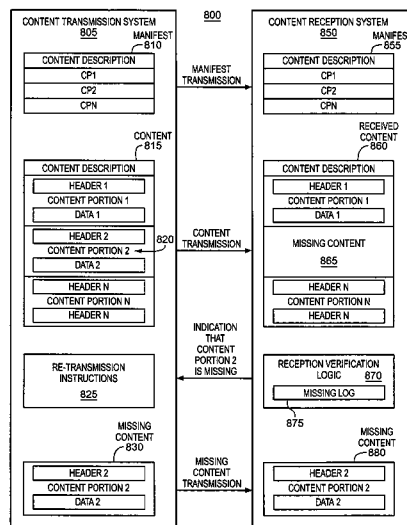 800
CONTENT TRANSMISSION SYSTEM
805
MANIFEST
810
CONTENT DESCRIPTION
CP1
CP2
CPN
CONTENT
815
CONTENT DESCRIPTION
HEADER 1
CONTENT PORTION 1
DATA 1
820
HEADER 2
CONTENT PORTION 2
DATA 2
HEADER N
CONTENT PORTION N
HEADER N
RE-TRANSMISSION
INSTRUCTIONS
825
MISSING
CONTENT
830
HEADER 2
CONTENT PORTION 2
DATA 2
MANIFEST
TRANSMISSION
CONTENT
TRANSMISSION
INDICATION
THAT
CONTENT
PORTION 2
IS MISSING
MISSING
CONTENT
TRANSMISSION
CONTENT RECEPTION SYSTEM
850
MANIFES
855
CONTENT DESCRIPTION
CP1
CP2
CPN
RECEIVED
CONTENT
860
CONTENT DESCRIPTION
HEADER 1
CONTENT PORTION 1
DATA 1
MISSING CONTENT
865
HEADER N
CONTENT PORTION N
HEADER N
RECEPTION VERIFICATION
LOGIC 870
MISSING LOG
875
MISSING
CONTENT
880
HEADER 2
CONTENT PORTION 2
DATA 2